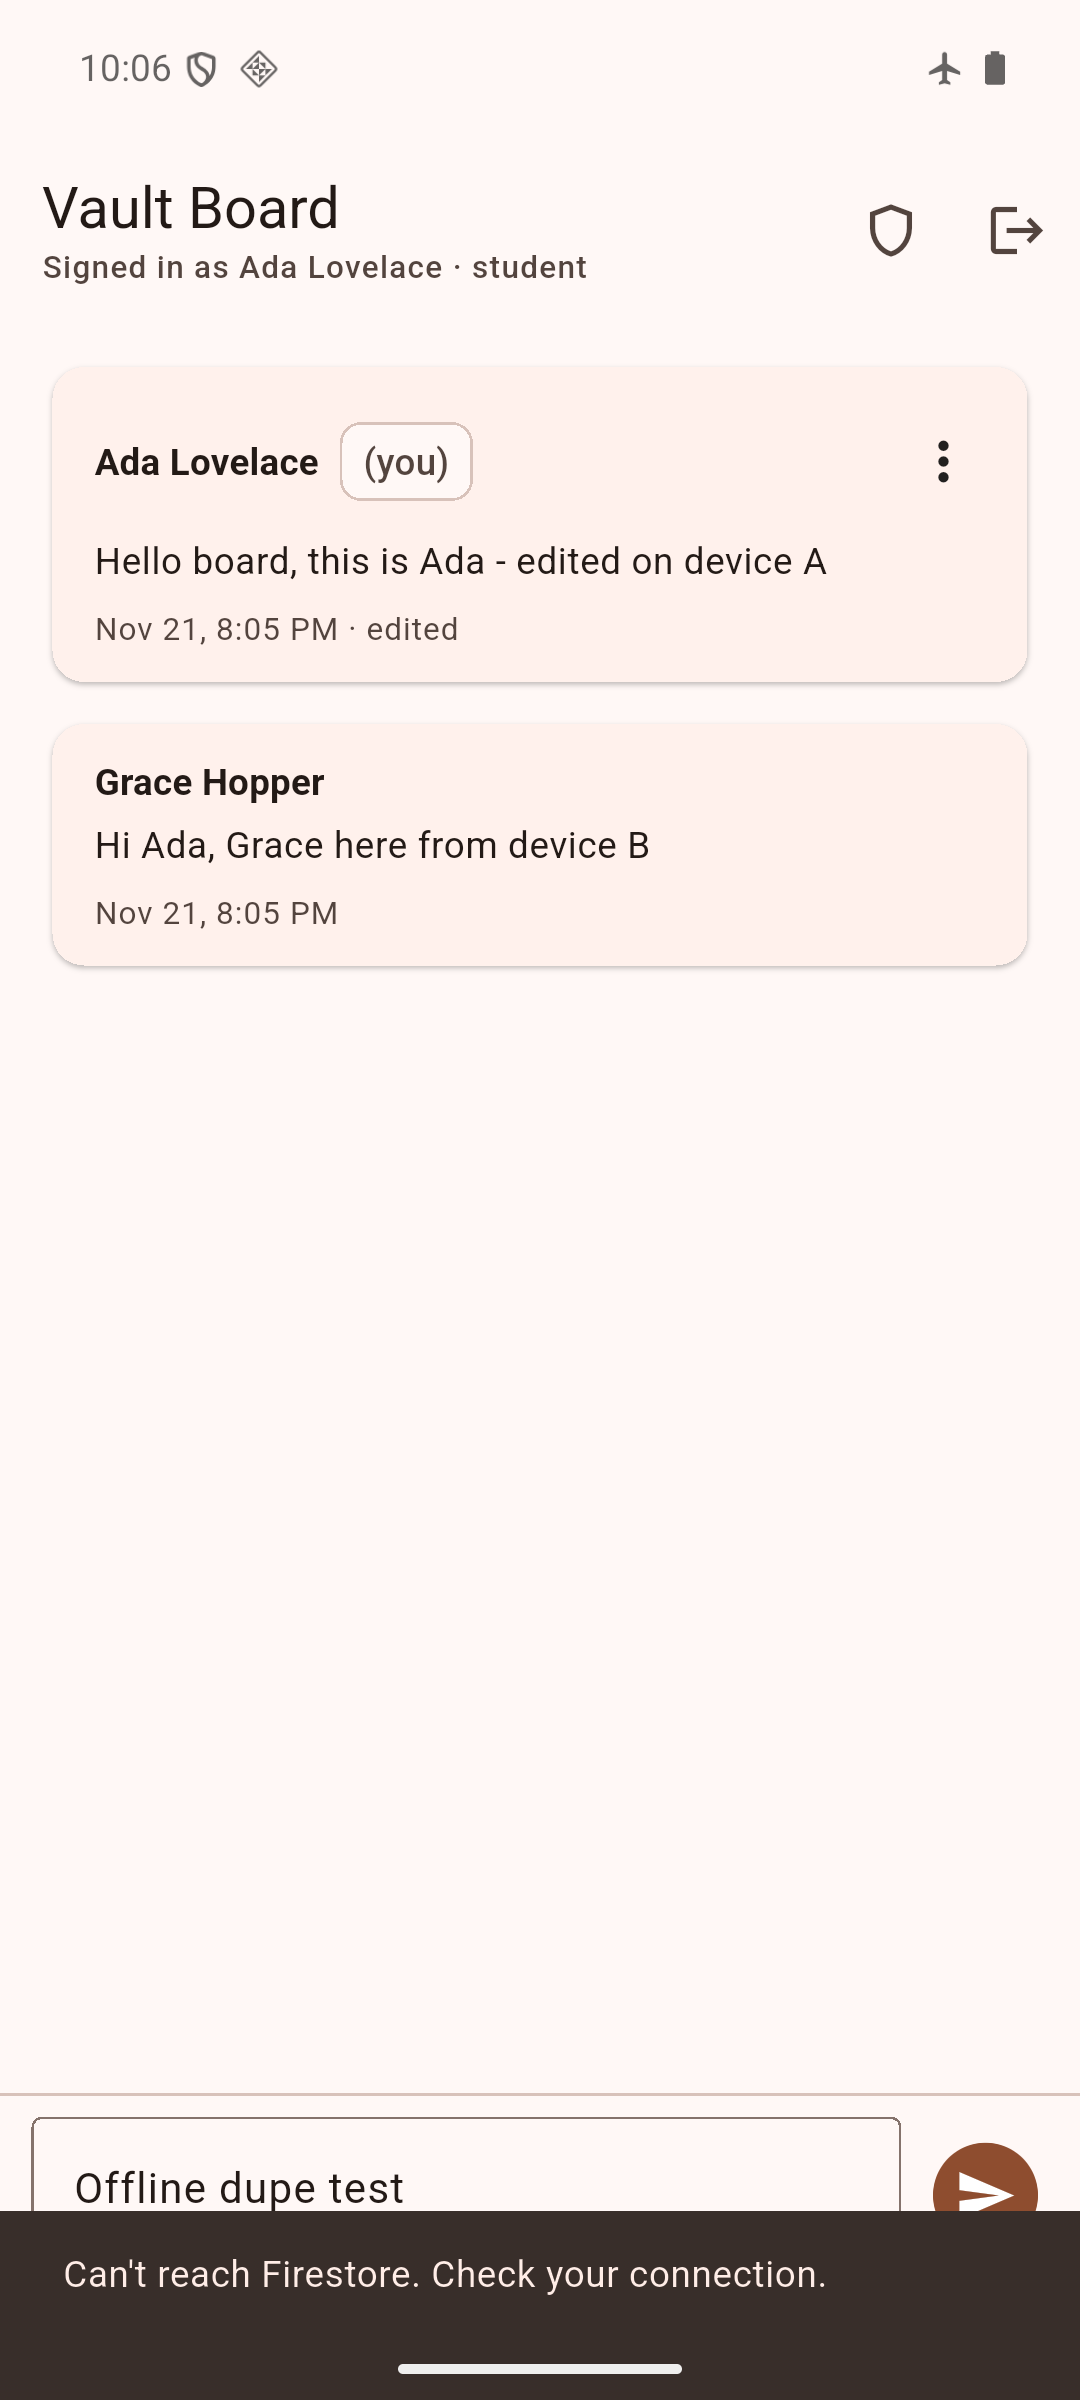 10:06
Vault Board
Signed in as Ada Lovelace · student
Ada Lovelace (you)
Hello board, this is Ada - edited on device A
Nov 21, 8:05 PM · edited
Grace Hopper
Hi Ada, Grace here from device B
Nov 21, 8:05 PM
Offline dupe test
Can't reach Firestore. Check your connection.